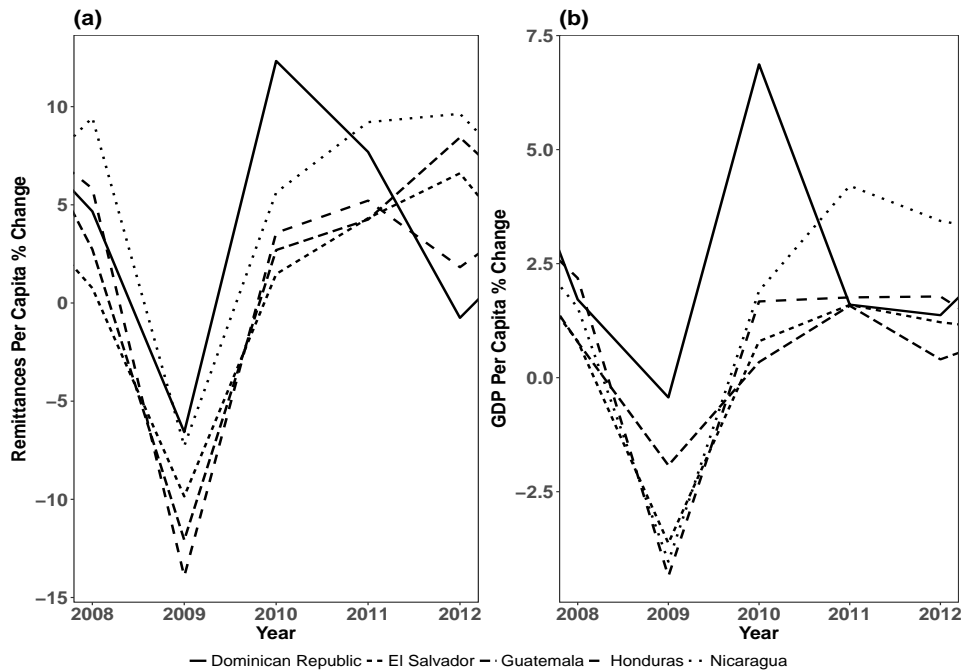 (a)
(b)
Remittances Per Capita % Change
10
5
0
−5
−10
−15
2008 2009 2010 2011 2012
Year
GDP Per Capita % Change
7.5
5.0
2.5
0.0
−2.5
2008 2009 2010 2011 2012
Year
Dominican Republic El Salvador Guatemala Honduras Nicaragua